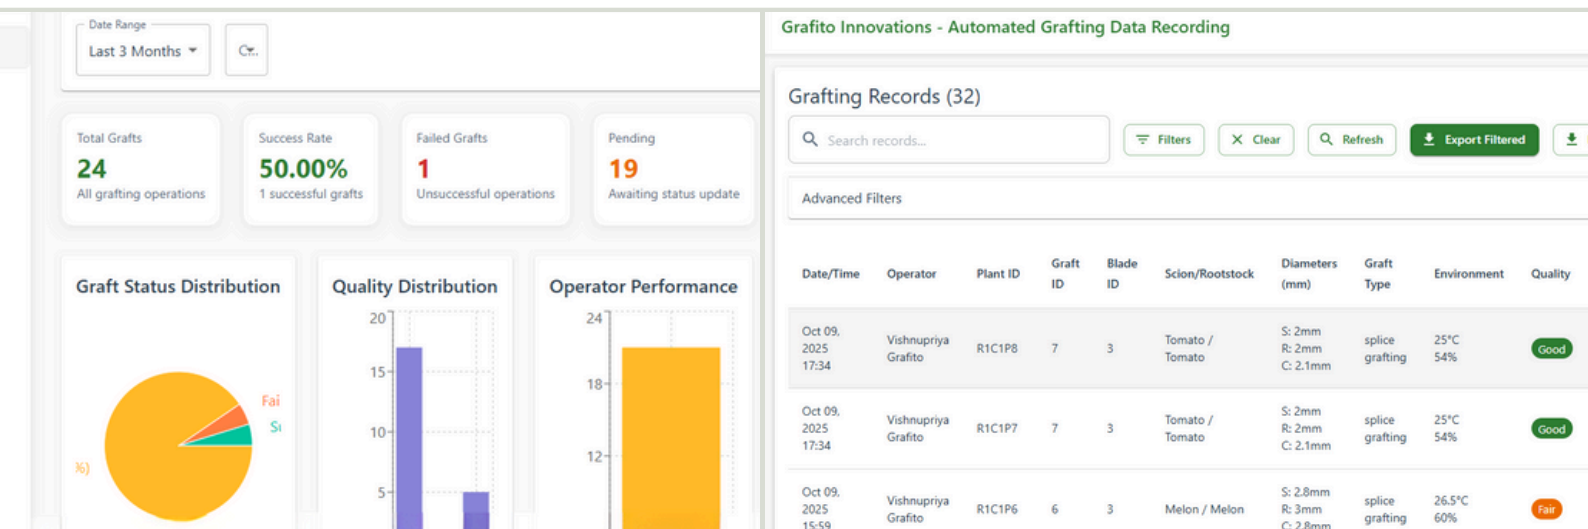 Date Range
Last 3 Months
C...
Total Grafts
24
All grafting operations
Success Rate
50.00%
1 successful grafts
Failed Grafts
1
Unsuccessful operations
Pending
19
Awaiting status update
Graft Status Distribution
Fai
%)
Quality Distribution
20
15
10
5
Operator Performance
24
18
12
Grafito Innovations - Automated Grafting Data Recording
Grafting Records (32)
Search records...
Filters
Clear
Refresh
Export Filtered
Advanced Filters
Date/Time Operator Plant ID Graft ID Blade ID Scion/Rootstock Diameters (mm) Graft Type Environment Quality
Oct 09, 2025 17:34 Vishnupriya Grafito R1C1P8 7 3 Tomato / Tomato S: 2mm R: 2mm C: 2.1mm splice grafting 25°C 54% Good
Oct 09, 2025 17:34 Vishnupriya Grafito R1C1P7 7 3 Tomato / Tomato S: 2mm R: 2mm C: 2.1mm splice grafting 25°C 54% Good
Oct 09, 2025 15:59 Vishnupriya Grafito R1C1P6 6 3 Melon / Melon S: 2.8mm R: 3mm C: 2.8mm splice grafting 26.5°C 60% Fair